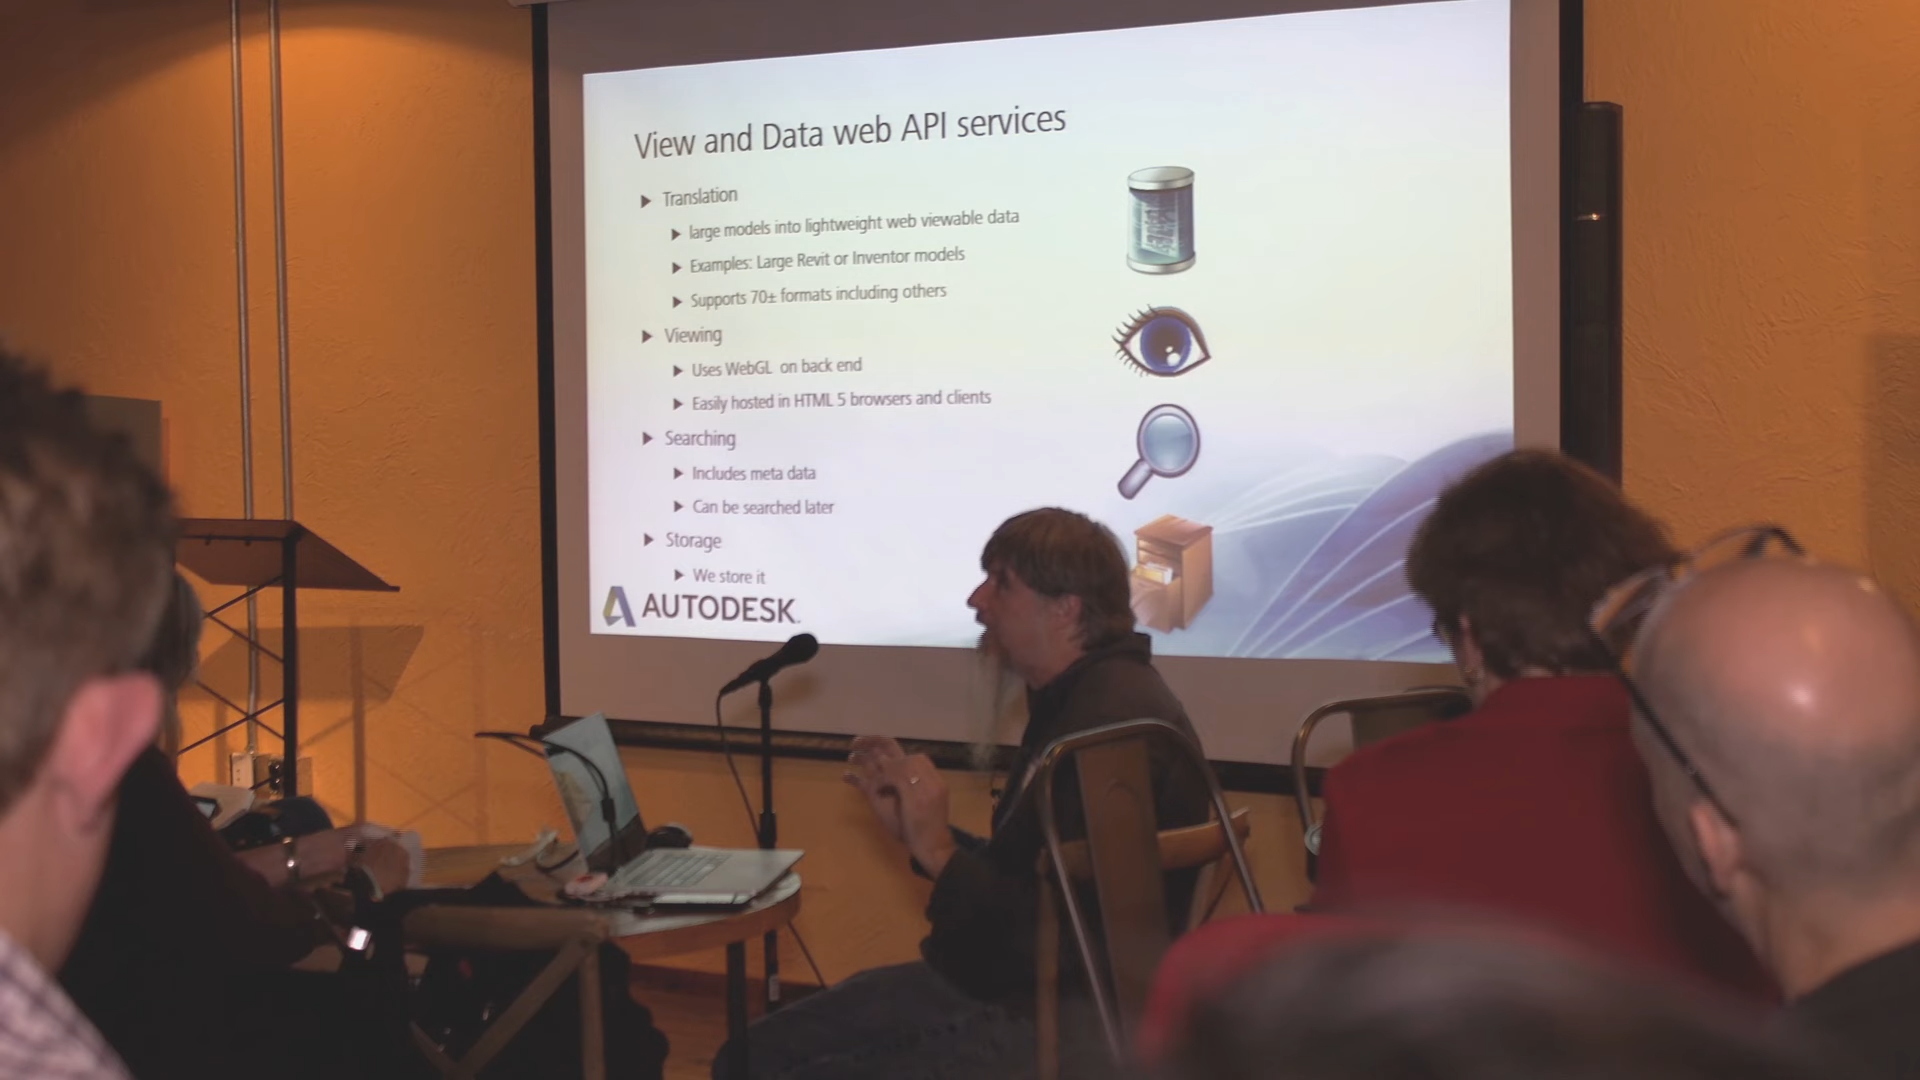 View and Data web API services
Translation
large models into lightweight web viewable data
Examples: Large Revit or Inventor models
Supports 70± formats including others
Viewing
Uses WebGL on back end
Easily hosted in HTML 5 browsers and clients
Searching
Includes meta data
Can be searched later
Storage
We store it
AUTODESK